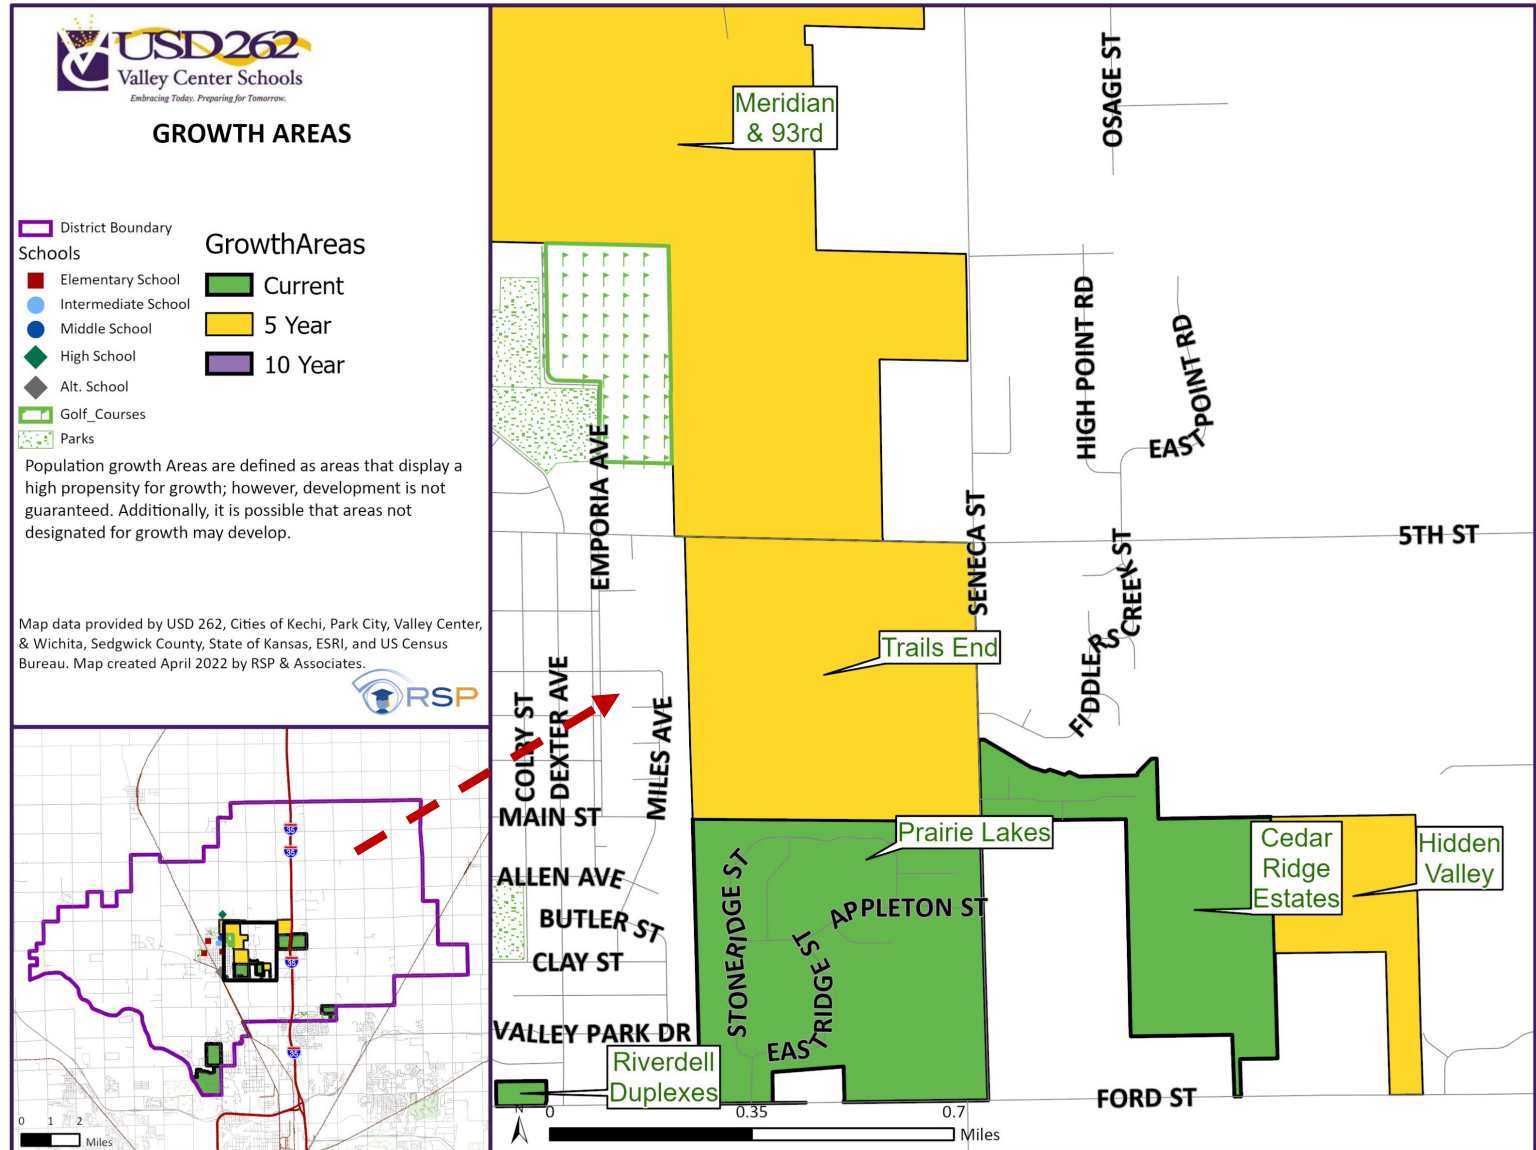 USD 262
Valley Center Schools
Embracing Today. Preparing for Tomorrow.
GROWTH AREAS
District Boundary
Schools
Elementary School
Intermediate School
Middle School
High School
Alt. School
Golf_Courses
Parks
GrowthAreas
Current
5 Year
10 Year
Population growth Areas are defined as areas that display a
high propensity for growth; however, development is not
guaranteed. Additionally, it is possible that areas not
designated for growth may develop.
Map data provided by USD 262, Cities of Kechi, Park City, Valley Center,
& Wichita, Sedgwick County, State of Kansas, ESRI, and US Census
Bureau. Map created April 2022 by RSP & Associates.
RSP
35
35
35
35
0 1 2
Miles
Meridian
& 93rd
OSAGE ST
HIGH POINT RD
EAST POINT RD
EMPORIA AVE
SENECA ST
5TH ST
FIDDLERS CREEK ST
Trails End
COLBY ST
DEXTER AVE
MILES AVE
MAIN ST
Prairie Lakes
Cedar
Ridge
Estates
Hidden
Valley
ALLEN AVE
BUTLER ST
CLAY ST
STONERIDGE ST
APPLETON ST
EAST RIDGE ST
VALLEY PARK DR
Riverdell
Duplexes
FORD ST
N
0 0.35 0.7
Miles